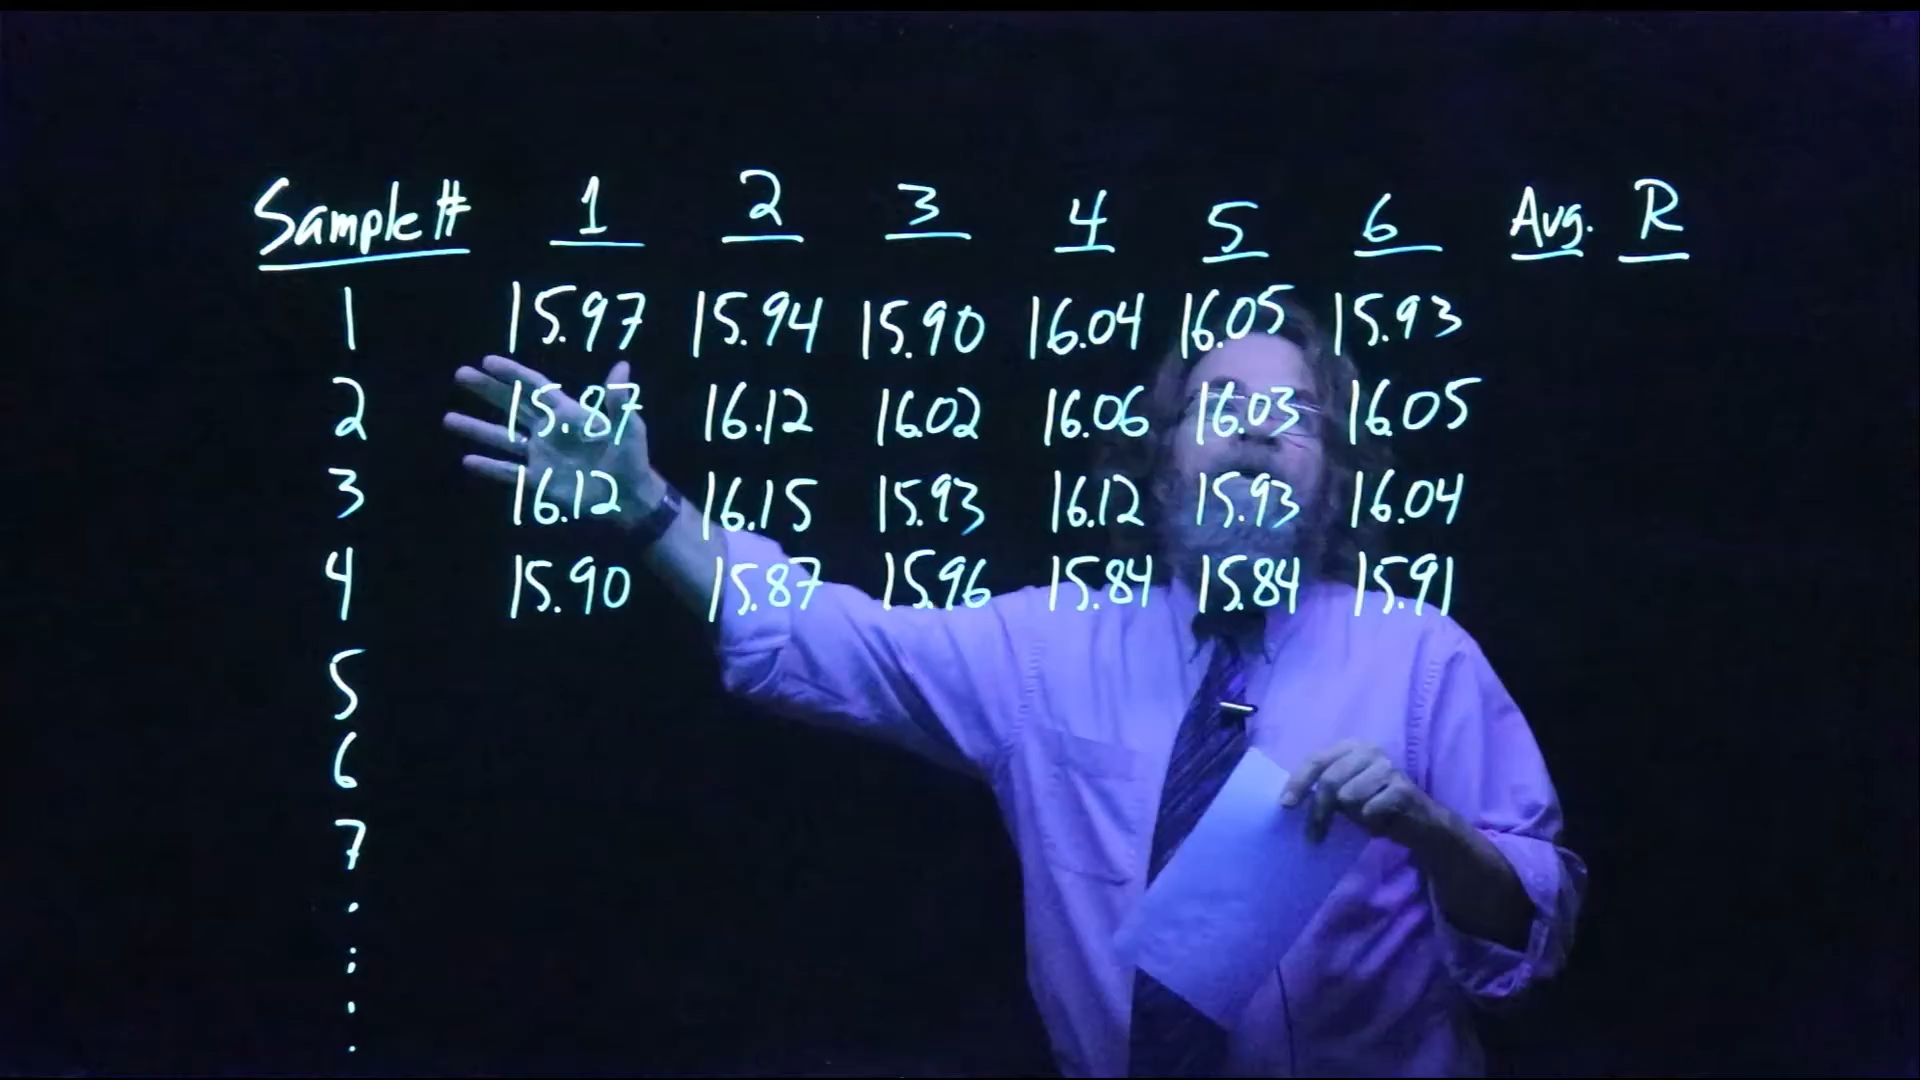 Sample # 1 2 3 4 5 6 Avg. R
1 15.97 15.94 15.90 16.04 16.05 15.93
2 15.87 16.12 16.02 16.06 16.03 16.05
3 16.12 16.15 15.93 16.12 15.93 16.04
4 15.90 15.87 15.96 15.84 15.84 15.91
5
6
7